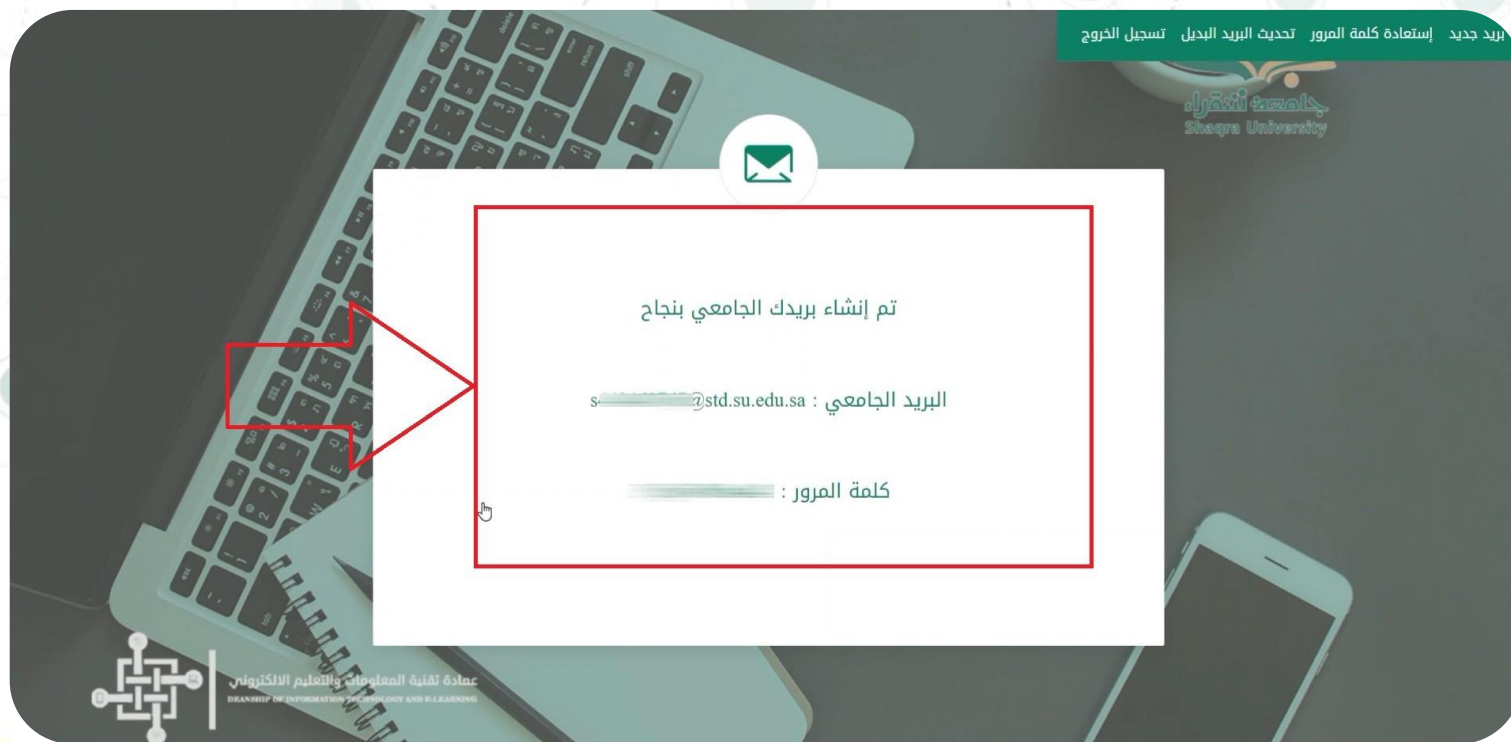 بريد جديد إستعادة كلمة المرور تحديث البريد البديل تسجيل الخروج
جامعة شقراء
Shaqra University
تم إنشاء بريدك الجامعي بنجاح
البريد الجامعي : s @std.su.edu.sa
كلمة المرور :
عمادة تقنية المعلومات والتعليم الالكتروني
DEANSHIP OF INFORMATION TECHNOLOGY AND E-LEARNING